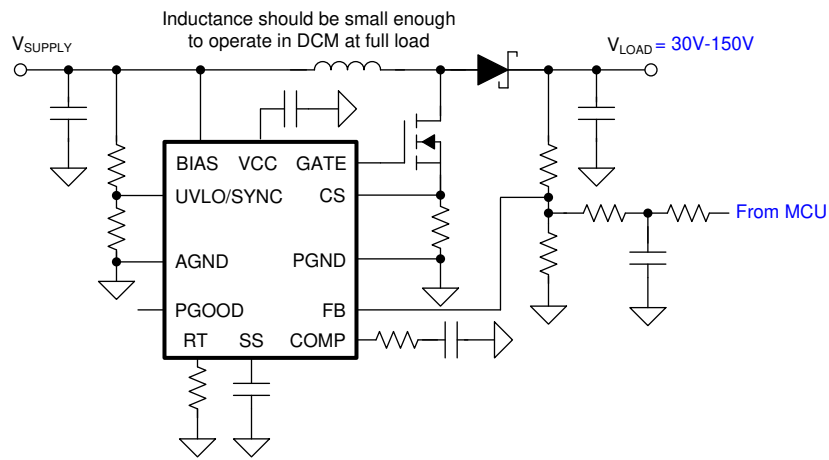 Inductance should be small enough
to operate in DCM at full load
VSUPPLY
VLOAD = 30V-150V
BIAS VCC GATE
UVLO/SYNC CS
AGND PGND
PGOOD FB
RT SS COMP
From MCU